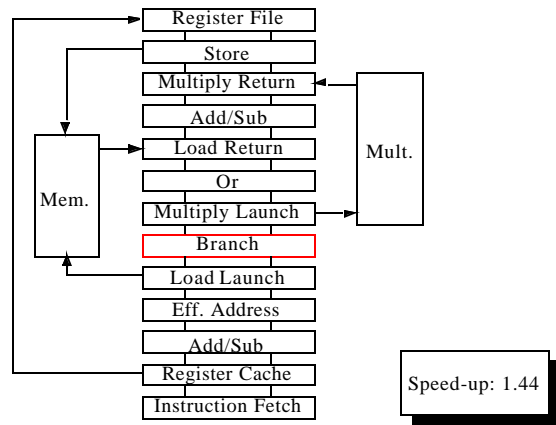 Register File
Store
Multiply Return
Add/Sub
Load Return
Mult.
Or
Mem.
Multiply Launch
Branch
Load Launch
Eff. Address
Add/Sub
Register Cache
Speed-up: 1.44
Instruction Fetch